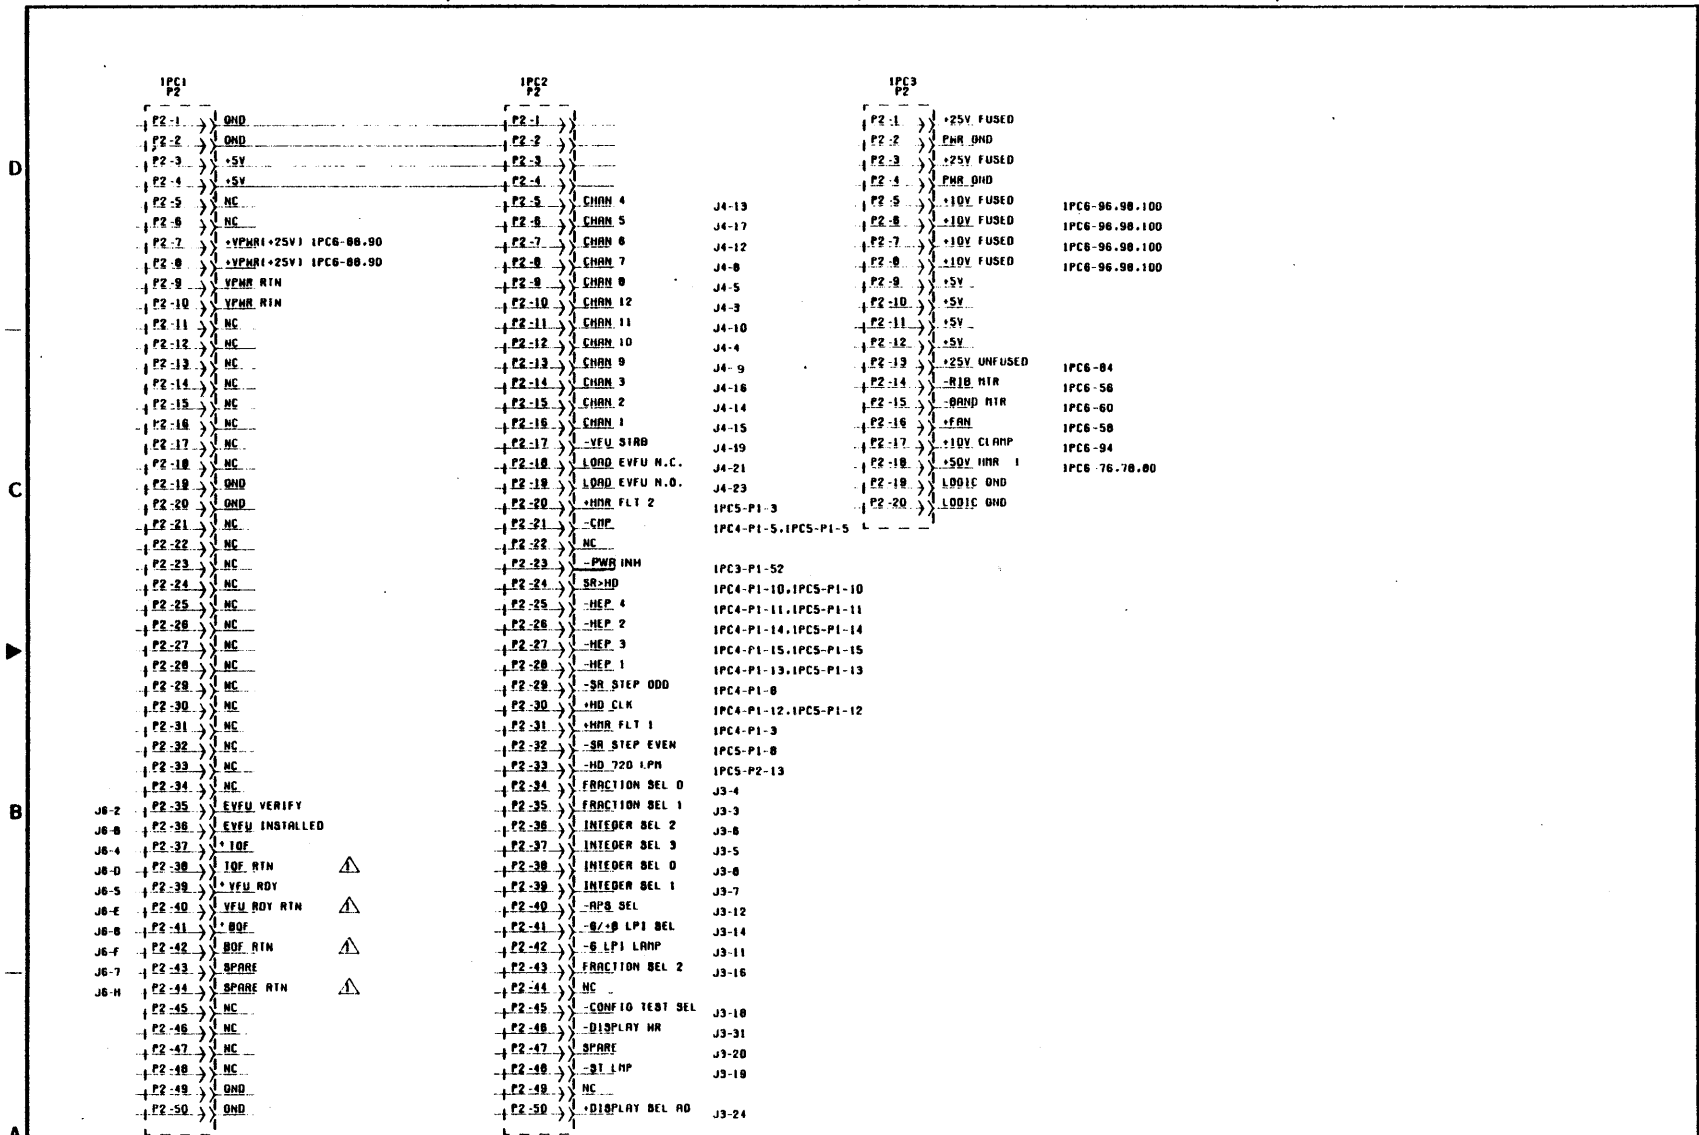 1PC1
P2
P2-1 GND
P2-2 GND
P2-3 +5V
P2-4 +5V
P2-5 NC
P2-6 NC
P2-7 +VPWR(+25V) 1PC6-88.90
P2-8 +VPWR(+25V) 1PC6-88.90
P2-9 VPWR RTN
P2-10 VPWR RTN
P2-11 NC
P2-12 NC
P2-13 NC
P2-14 NC
P2-15 NC
P2-16 NC
P2-17 NC
P2-18 NC
P2-19 GND
P2-20 GND
P2-21 NC
P2-22 NC
P2-23 NC
P2-24 NC
P2-25 NC
P2-26 NC
P2-27 NC
P2-28 NC
P2-29 NC
P2-30 NC
P2-31 NC
P2-32 NC
P2-33 NC
P2-34 NC
J6-2 P2-35 EVFU VERIFY
P2-36 EVFU INSTALLED
J6-4 P2-37 +TOF
J6-D P2-38 TOF RTN 1
J6-5 P2-39 +VFU RDY
J6-E P2-40 VFU RDY RTN 1
P2-41 +BOF
J6-F P2-42 BOF RTN 1
J6-7 P2-43 SPARE
J6-H P2-44 SPARE RTN 1
P2-45 NC
P2-46 NC
P2-47 NC
P2-48 NC
P2-49 GND
P2-50 GND
1PC2
P2
P2-1
P2-2
P2-3
P2-4
P2-5 CHAN 4 J4-13
P2-6 CHAN 5 J4-17
P2-7 CHAN 6 J4-12
P2-8 CHAN 7 J4-8
P2-9 CHAN 8 J4-5
P2-10 CHAN 12 J4-3
P2-11 CHAN 11 J4-10
P2-12 CHAN 10 J4-4
P2-13 CHAN 9 J4-9
P2-14 CHAN 3 J4-16
P2-15 CHAN 2 J4-14
P2-16 CHAN 1 J4-15
P2-17 -VFU STRB J4-19
P2-18 LOAD EVFU N.C. J4-21
P2-19 LOAD EVFU N.O. J4-23
P2-20 +HMR FLT 2 1PC5-P1-3
P2-21 -CMP 1PC4-P1-5,1PC5-P1-5
P2-22 NC
P2-23 -PWR INH 1PC3-P1-52
P2-24 SR>HD 1PC4-P1-10,1PC5-P1-10
P2-25 -HEP 4 1PC4-P1-11,1PC5-P1-11
P2-26 -HEP 2 1PC4-P1-14,1PC5-P1-14
P2-27 -HEP 3 1PC4-P1-15,1PC5-P1-15
P2-28 -HEP 1 1PC4-P1-13,1PC5-P1-13
P2-29 -SR STEP ODD 1PC4-P1-8
P2-30 +HD CLK 1PC4-P1-12,1PC5-P1-12
P2-31 +HMR FLT 1 1PC4-P1-3
P2-32 -SR STEP EVEN 1PC5-P1-8
P2-33 -HD 720 LPM 1PC5-P2-13
P2-34 FRACTION SEL 0 J3-4
P2-35 FRACTION SEL 1 J3-3
P2-36 INTEGER SEL 2 J3-6
P2-37 INTEGER SEL 3 J3-5
P2-38 INTEGER SEL 0 J3-8
P2-39 INTEGER SEL 1 J3-7
P2-40 -APS SEL J3-12
P2-41 -6/+8 LPI SEL J3-14
P2-42 -6 LPI LAMP J3-11
P2-43 FRACTION SEL 2 J3-16
P2-44 NC
P2-45 -CONFIG TEST SEL J3-18
P2-46 -DISPLAY WR J3-31
P2-47 SPARE J3-20
P2-48 -ST LMP J3-19
P2-49 NC
P2-50 +DISPLAY SEL AD J3-24
1PC3
P2
P2-1 +25V FUSED
P2-2 PWR GND
P2-3 +25V FUSED
P2-4 PWR GND
P2-5 +10V FUSED 1PC6-96.98.100
P2-6 +10V FUSED 1PC6-96.98.100
P2-7 +10V FUSED 1PC6-96.98.100
P2-8 +10V FUSED 1PC6-96.98.100
P2-9 +5V
P2-10 +5V
P2-11 +5V
P2-12 +5V
P2-13 +25V UNFUSED 1PC6-84
P2-14 -RIB MTR 1PC6-56
P2-15 -BAND MTR 1PC6-60
P2-16 +FAN 1PC6-58
P2-17 +10V CLAMP 1PC6-94
P2-18 +50V HMR 1 1PC6-76.78.80
P2-19 LOGIC GND
P2-20 LOGIC GND
D
C
B
A